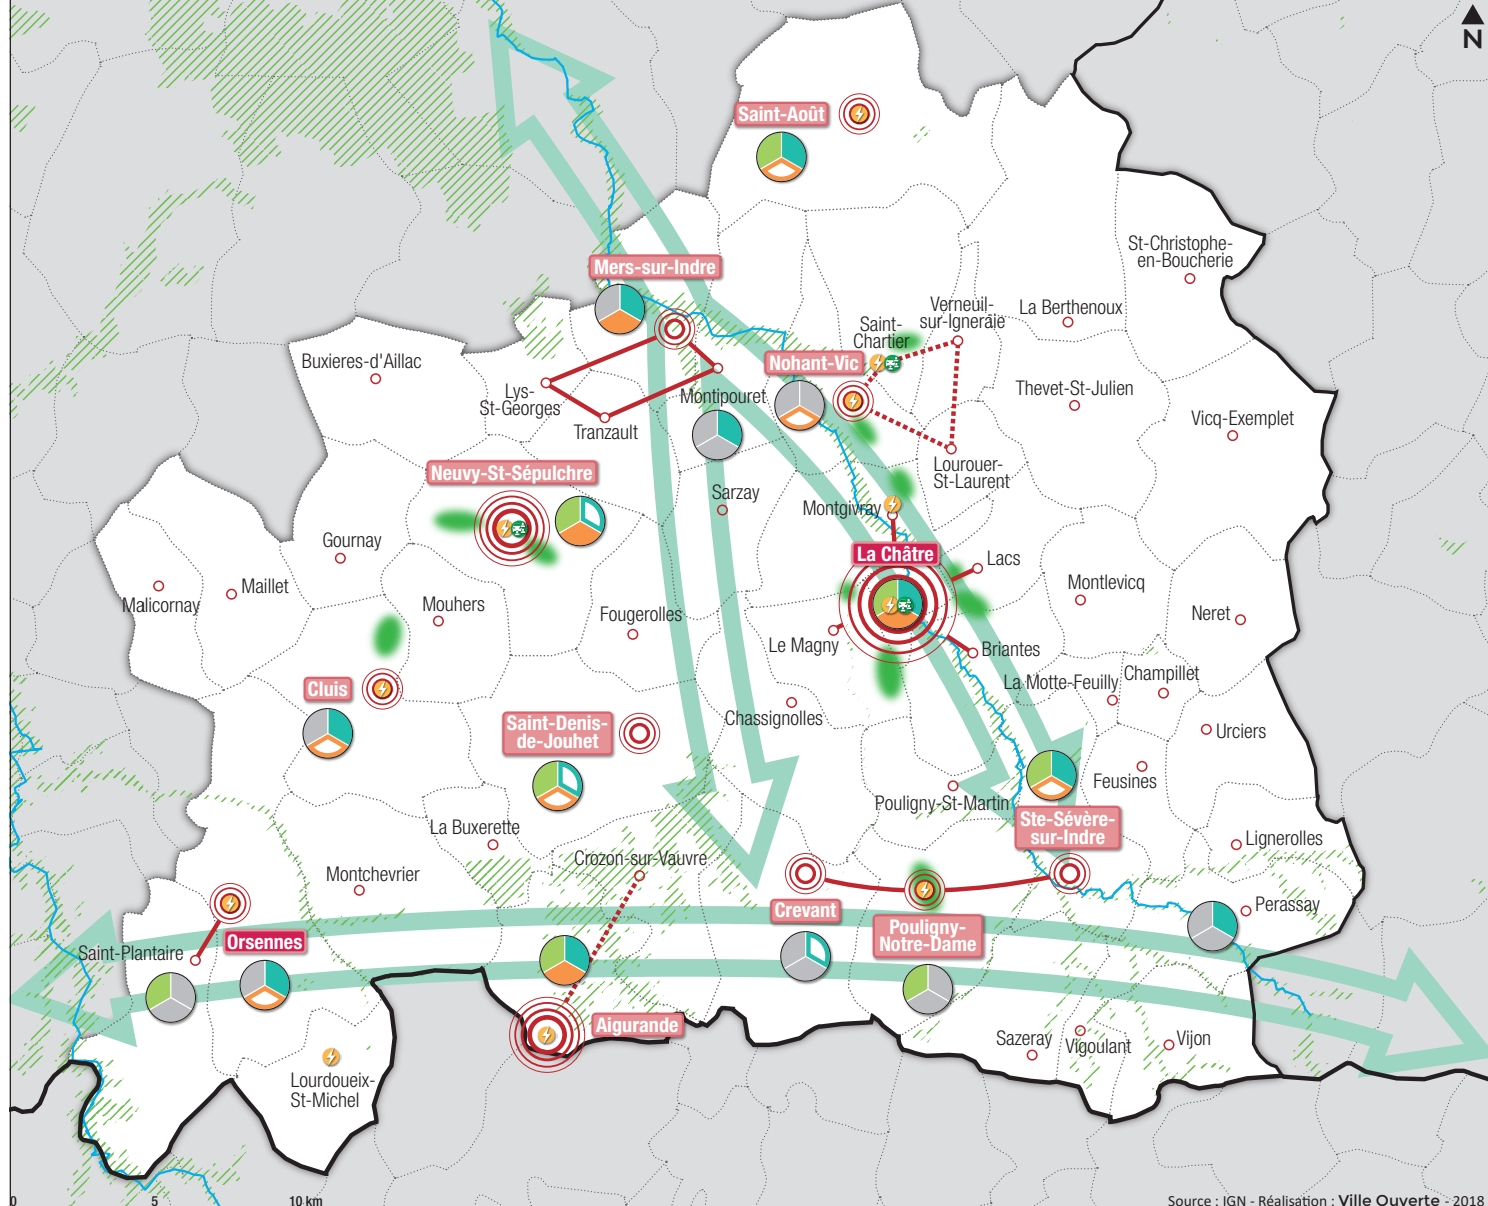 N
Saint-Août
St-Christophe-
en-Boucherie
Mers-sur-Indre
Verneuil-
sur-Igneraie
La Berthenoux
Saint-
Chartier
Buxieres-d'Aillac
Nohant-Vic
Lys-
St-Georges
Montipouret
Thevet-St-Julien
Vicq-Exemplet
Tranzault
Neuvy-St-Sépulchre
Lourouer-
St-Laurent
Sarzay
Montgivray
Gournay
La Châtre
Lacs
Maillet
Malicornay
Mouhers
Fougerolles
Montlevicq
Neret
Le Magny
Briantes
Champillet
La Motte-Feuilly
Cluis
Saint-Denis-
de-Jouhet
Chassignolles
Urciers
Feusines
Pouligny-St-Martin
Ste-Sévère-
sur-Indre
La Buxerette
Lignerolles
Crozon-sur-Vauvre
Montchevrier
Crevant
Perassay
Pouligny-
Notre-Dame
Orsennes
Saint-Plantaire
Aigurande
Sazeray
Vigoulant
Vijon
Lourdoueix-
St-Michel
0 5 10 km
Source : IGN - Réalisation : Ville Ouverte - 2018